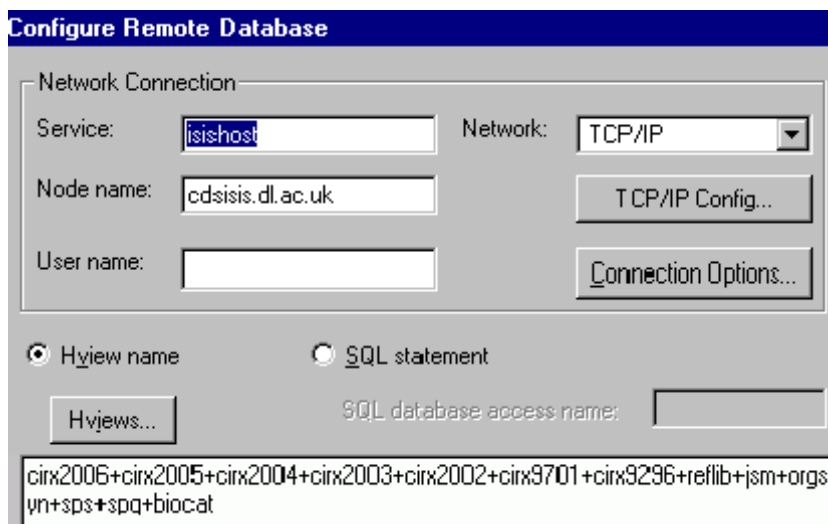 Configure Remote Database
Network Connection
Service: isishost Network: TCP/IP
Node name: cdsisis.dl.ac.uk TCP/IP Config...
User name: Connection Options...
Hview name SQL statement
Hviews... SQL database access name:
cirx2006+cirx2005+cirx2004+cirx2003+cirx2002+cirx9701+cirx9296+reflib+jsm+orgs
yn+sps+spq+biocat